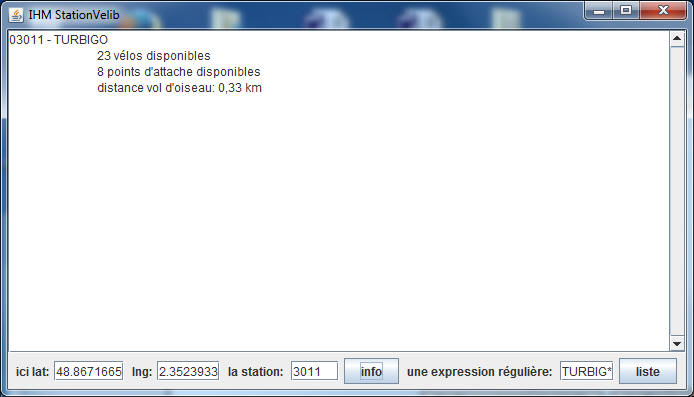 IHM StationVelib
03011 - TURBIGO
23 vélos disponibles
8 points d'attache disponibles
distance vol d'oiseau: 0,33 km
ici lat: 48.8671665 lng: 2.3523933 la station: 3011 info une expression régulière: TURBIG* liste